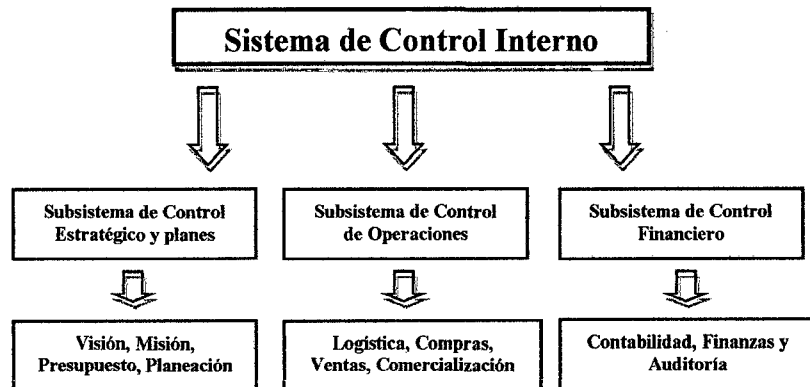 Sistema de Control Interno
Subsistema de Control
Estratégico y planes
Subsistema de Control
de Operaciones
Subsistema de Control
Financiero
Visión, Misión,
Presupuesto, Planeación
Logística, Compras,
Ventas, Comercialización
Contabilidad, Finanzas y
Auditoría